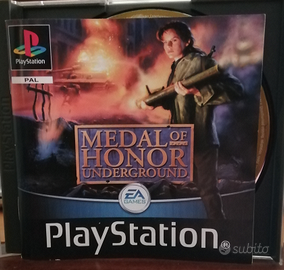 PlayStation
PAL
MEDAL OF
HONOR
UNDERGROUND
EA
GAMES
PlayStation
subito